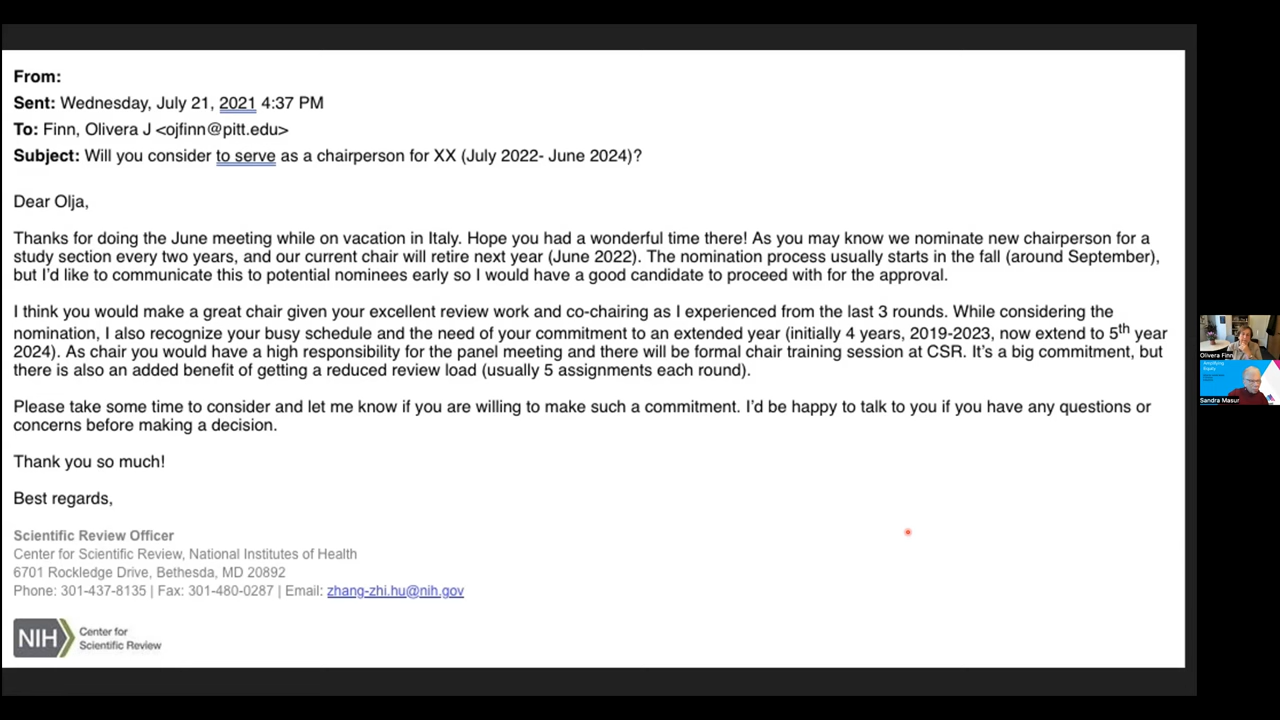 From:
Sent: Wednesday, July 21, 2021 4:37 PM
To: Finn, Olivera J <ojfinn@pitt.edu>
Subject: Will you consider to serve as a chairperson for XX (July 2022- June 2024)?
Dear Olja,
Thanks for doing the June meeting while on vacation in Italy. Hope you had a wonderful time there! As you may know we nominate new chairperson for a
study section every two years, and our current chair will retire next year (June 2022). The nomination process usually starts in the fall (around September),
but I'd like to communicate this to potential nominees early so I would have a good candidate to proceed with for the approval.
I think you would make a great chair given your excellent review work and co-chairing as I experienced from the last 3 rounds. While considering the
nomination, I also recognize your busy schedule and the need of your commitment to an extended year (initially 4 years, 2019-2023, now extend to 5th year
2024). As chair you would have a high responsibility for the panel meeting and there will be formal chair training session at CSR. It's a big commitment, but
there is also an added benefit of getting a reduced review load (usually 5 assignments each round).
Please take some time to consider and let me know if you are willing to make such a commitment. I'd be happy to talk to you if you have any questions or
concerns before making a decision.
Thank you so much!
Best regards,
Scientific Review Officer
Center for Scientific Review, National Institutes of Health
6701 Rockledge Drive, Bethesda, MD 20892
Phone: 301-437-8135 | Fax: 301-480-0287 | Email: zhang-zhi.hu@nih.gov
NIH
Center for
Scientific Review
Olivera Finn
Amplifying
Equity
Sandra Masur